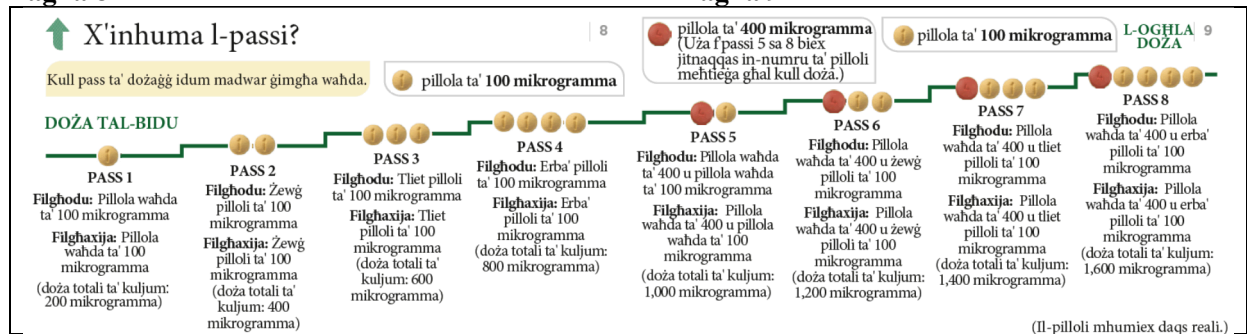 X'inhuma l-passi?
8
Kull pass ta' dożaġġ idum madwar ġimgħa waħda.
pillola ta' 100 mikrogramma
pillola ta' 400 mikrogramma
(Uża f'passi 5 sa 8 biex
jitnaqqas in-numru ta' pilloli
meħtieġa għal kull doża.)
pillola ta' 100 mikrogramma
L-OGĦLA
DOŻA
9
DOŻA TAL-BIDU
PASS 1
Filgħodu: Pillola waħda
ta' 100 mikrogramma
Filgħaxija: Pillola
waħda ta' 100
mikrogramma
(doża totali ta' kuljum:
200 mikrogramma)
PASS 2
Filgħodu: Żewġ
pilloli ta' 100
mikrogramma
Filgħaxija: Żewġ
pilloli ta' 100
mikrogramma
(doża totali ta'
kuljum: 400
mikrogramma)
PASS 3
Filgħodu: Tliet pilloli
ta' 100 mikrogramma
Filgħaxija: Tliet
pilloli ta' 100
mikrogramma
(doża totali ta'
kuljum: 600
mikrogramma)
PASS 4
Filgħodu: Erba' pilloli
ta' 100 mikrogramma
Filgħaxija: Erba'
pilloli ta' 100
mikrogramma
(doża totali ta' kuljum:
800 mikrogramma)
PASS 5
Filgħodu: Pillola waħda
ta' 400 u pillola waħda
ta' 100 mikrogramma
Filgħaxija: Pillola
waħda ta' 400 u pillola
waħda ta' 100
mikrogramma
(doża totali ta' kuljum:
1,000 mikrogramma)
PASS 6
Filgħodu: Pillola
waħda ta' 400 u żewġ
pilloli ta' 100
mikrogramma
Filgħaxija: Pillola
waħda ta' 400 u żewġ
pilloli ta' 100
mikrogramma
(doża totali ta' kuljum:
1,200 mikrogramma)
PASS 7
Filgħodu: Pillola
waħda ta' 400 u tliet
pilloli ta' 100
mikrogramma
Filgħaxija: Pillola
waħda ta' 400 u tliet
pilloli ta' 100
mikrogramma
(doża totali ta' kuljum:
1,400 mikrogramma)
PASS 8
Filgħodu: Pillola
waħda ta' 400 u erba'
pilloli ta' 100
mikrogramma
Filgħaxija: Pillola
waħda ta' 400 u erba'
pilloli ta' 100
mikrogramma
(doża totali ta' kuljum:
1,600 mikrogramma)
(Il-pilloli mhumiex daqs reali.)